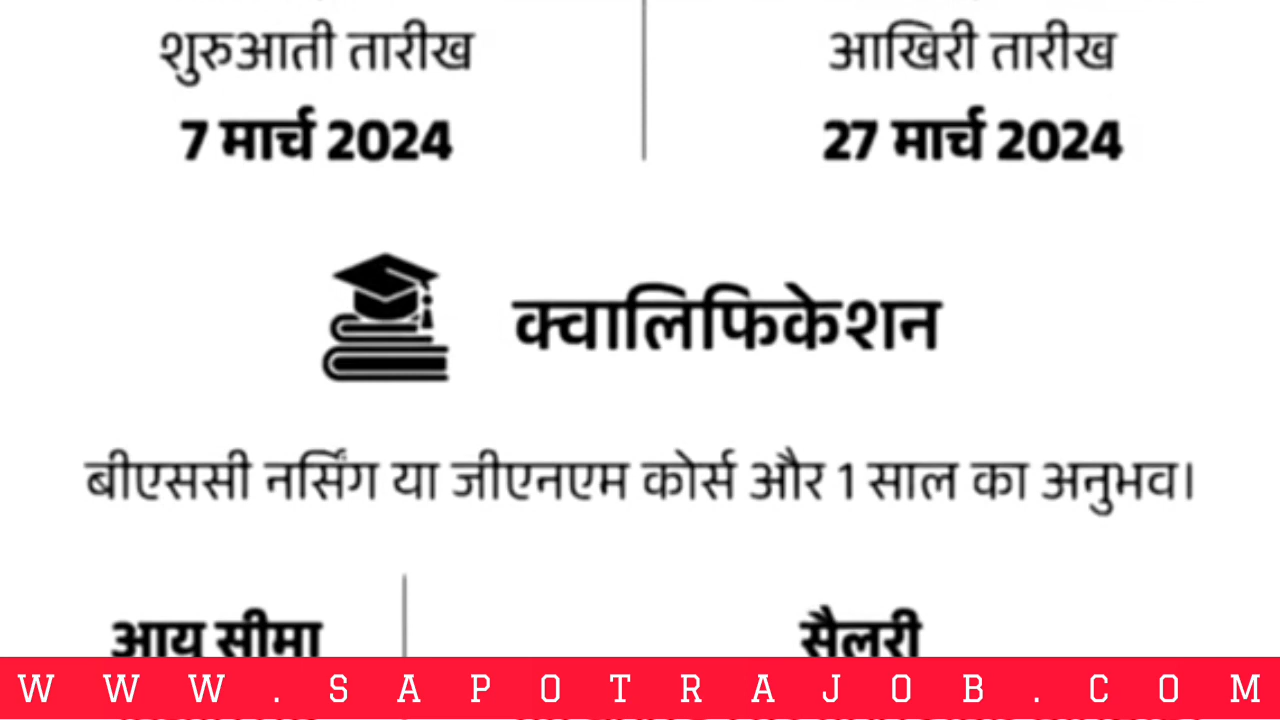 शुरुआती तारीख
आखिरी तारीख
7 मार्च 2024
27 मार्च 2024
क्वालिफिकेशन
बीएससी नर्सिंग या जीएनएम कोर्स और 1 साल का अनुभव।
आयु सीमा
सैलरी
WWW.SAPOTRAJOB.COM